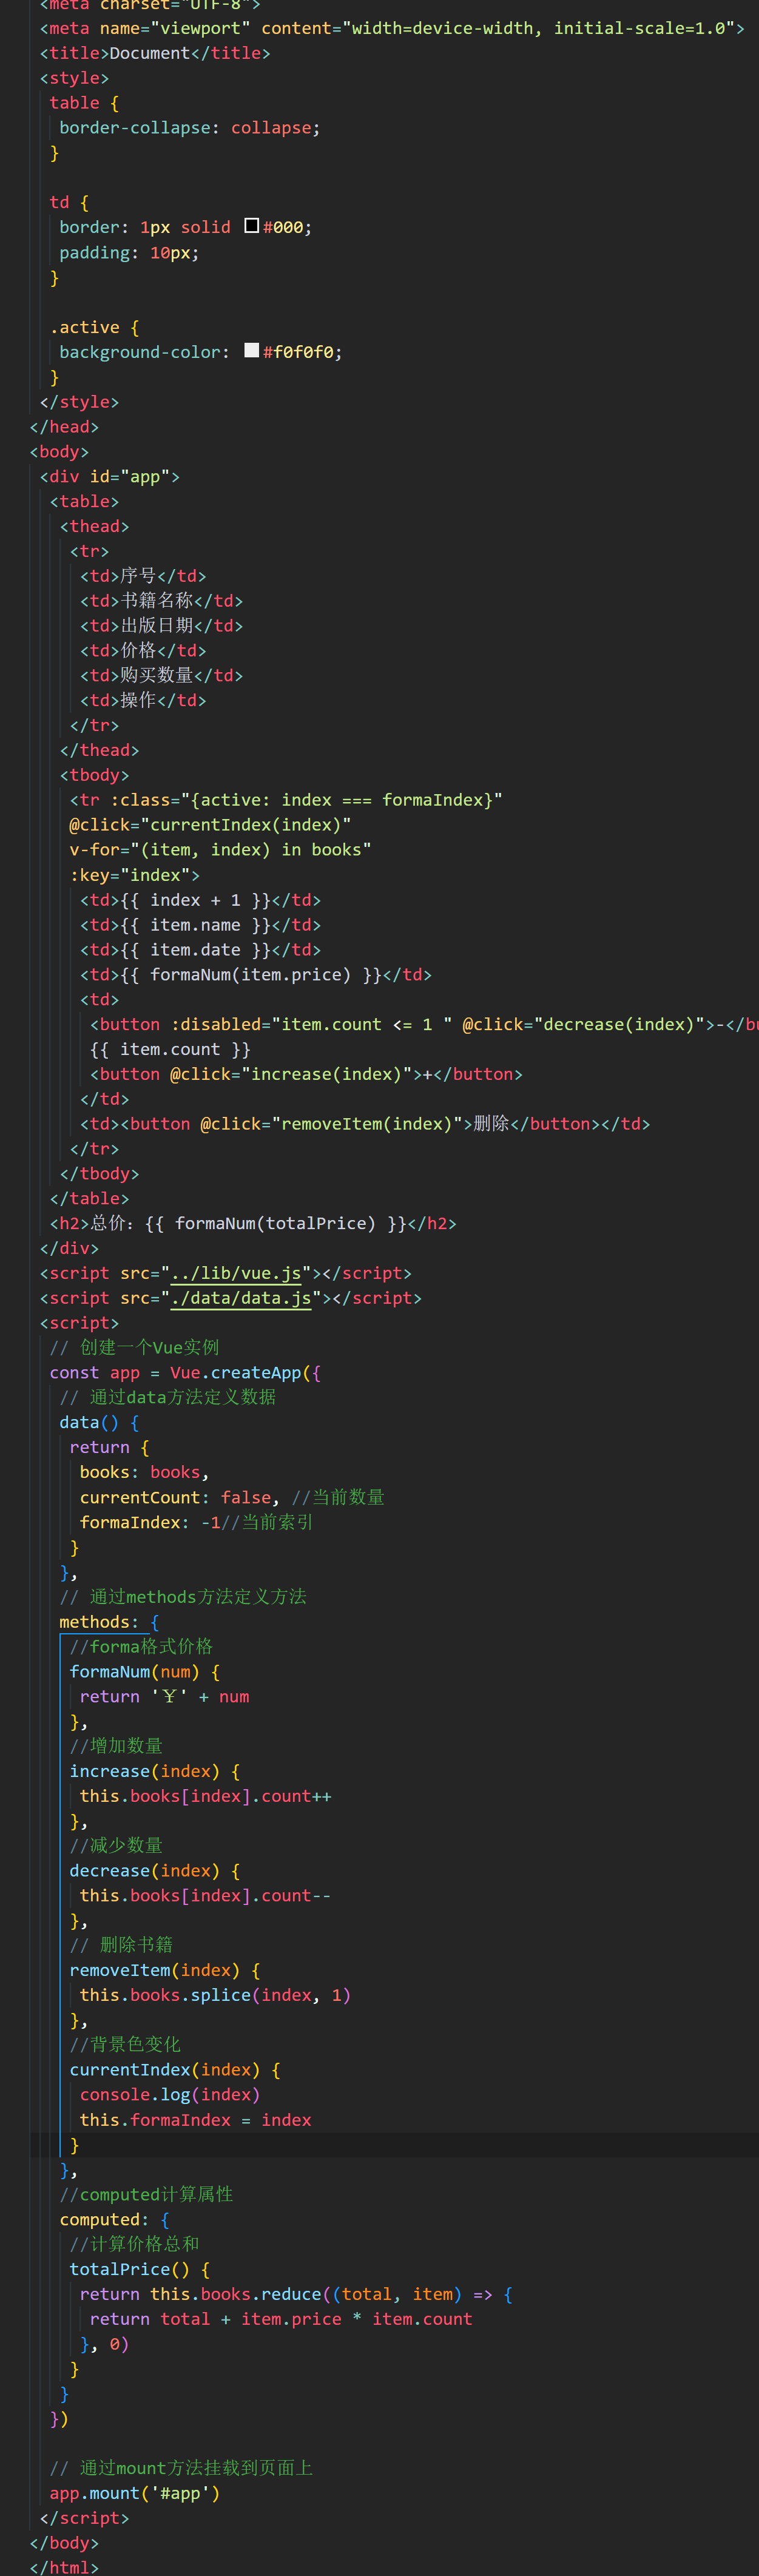 <meta charset="UTF-8">
<meta name="viewport" content="width=device-width, initial-scale=1.0">
<title>Document</title>
<style>
table {
border-collapse: collapse;
}
td {
border: 1px solid #000;
padding: 10px;
}
.active {
background-color: #f0f0f0;
}
</style>
</head>
<body>
<div id="app">
<table>
<thead>
<tr>
<td>序号</td>
<td>书籍名称</td>
<td>出版日期</td>
<td>价格</td>
<td>购买数量</td>
<td>操作</td>
</tr>
</thead>
<tbody>
<tr :class="{active: index === formaIndex}"
@click="currentIndex(index)"
v-for="(item, index) in books"
:key="index">
<td>{{ index + 1 }}</td>
<td>{{ item.name }}</td>
<td>{{ item.date }}</td>
<td>{{ formaNum(item.price) }}</td>
<td>
<button :disabled="item.count <= 1 " @click="decrease(index)">-</bu
{{ item.count }}
<button @click="increase(index)">+</button>
</td>
<td><button @click="removeItem(index)">删除</button></td>
</tr>
</tbody>
</table>
<h2>总价: {{ formaNum(totalPrice) }}</h2>
</div>
<script src="../lib/vue.js"></script>
<script src="./data/data.js"></script>
<script>
// 创建一个Vue实例
const app = Vue.createApp({
// 通过data方法定义数据
data() {
return {
books: books,
currentCount: false, //当前数量
formaIndex: -1//当前索引
}
},
// 通过methods方法定义方法
methods: {
//forma格式价格
formaNum(num) {
return '¥' + num
},
//增加数量
increase(index) {
this.books[index].count++
},
//减少数量
decrease(index) {
this.books[index].count--
},
// 删除书籍
removeItem(index) {
this.books.splice(index, 1)
},
//背景色变化
currentIndex(index) {
console.log(index)
this.formaIndex = index
}
},
//computed计算属性
computed: {
//计算价格总和
totalPrice() {
return this.books.reduce((total, item) => {
return total + item.price * item.count
}, 0)
}
}
})
// 通过mount方法挂载到页面上
app.mount('#app')
</script>
</body>
</html>